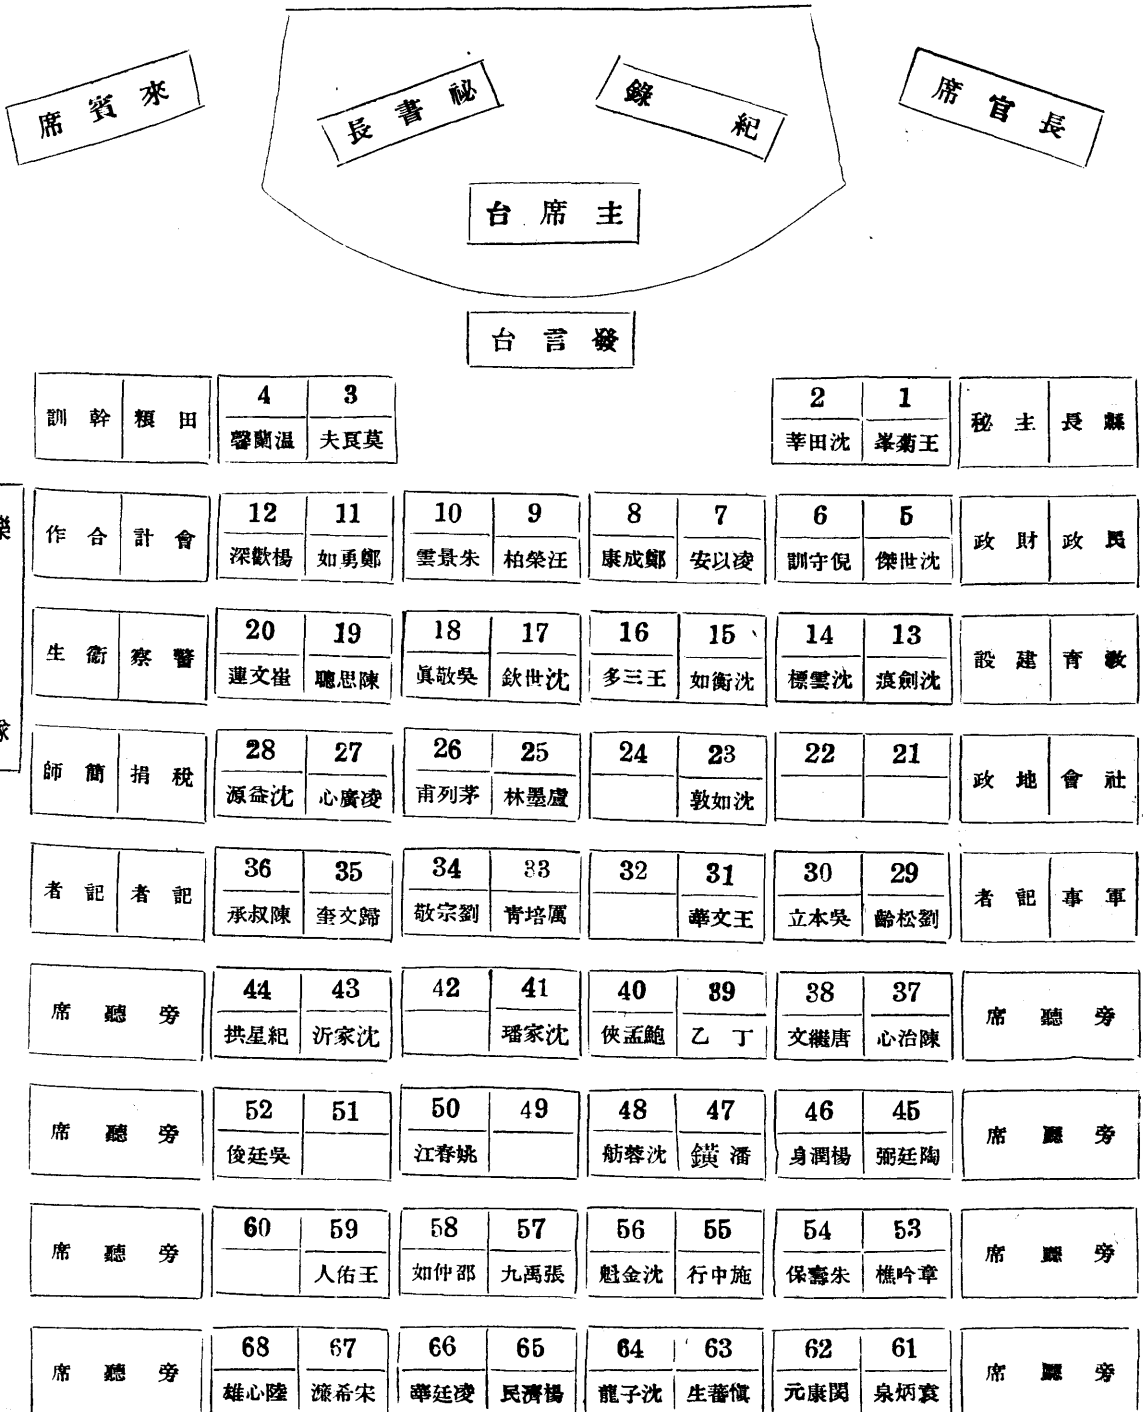 長官席
紀錄
祕書長
來賓席
主席台
發言台
縣長 主秘 1 王菊峯 2 沈田莘 3 莫良夫 4 温蘭馨 田糧 幹訓
民政 財政 5 沈世傑 6 倪守訓 7 凌以安 8 鄭成康 9 汪榮柏 10 朱景雲 11 鄭勇如 12 楊歡深 會計 合作
教育 建設 13 沈劍痕 14 沈雲標 15 沈衡如 16 王三多 17 沈世欽 18 吳敬眞 19 陳思聰 20 崔文蓮 警察 衞生
社會 地政 21 22 23 沈如敦 24 25 盧墨林 26 茅列甫 27 凌廣心 28 沈益源 稅捐 簡師
軍事 記者 29 劉松齡 30 吳本立 31 王文華 32 33 厲培青 34 劉宗敬 35 歸文奎 36 陳叔承 記者 記者
旁聽席 37 陳治心 38 唐繼文 39 丁乙 40 鮑孟俠 41 沈家璠 42 43 沈家沂 44 紀星拱 旁聽席
旁聽席 45 陶廷弼 46 楊潤身 47 潘鐄 48 沈蓉舫 49 50 姚春江 51 52 吳廷俊 旁聽席
旁聽席 53 章吟樵 54 朱壽保 55 施中行 56 沈金魁 57 張禹九 58 邵仲如 59 王佑人 60 旁聽席
旁聽席 61 袁炳泉 62 閔康元 63 愼蕃生 64 沈子龍 65 楊濟民 66 凌廷華 67 宋希濂 68 陸心雄 旁聽席
樂
隊